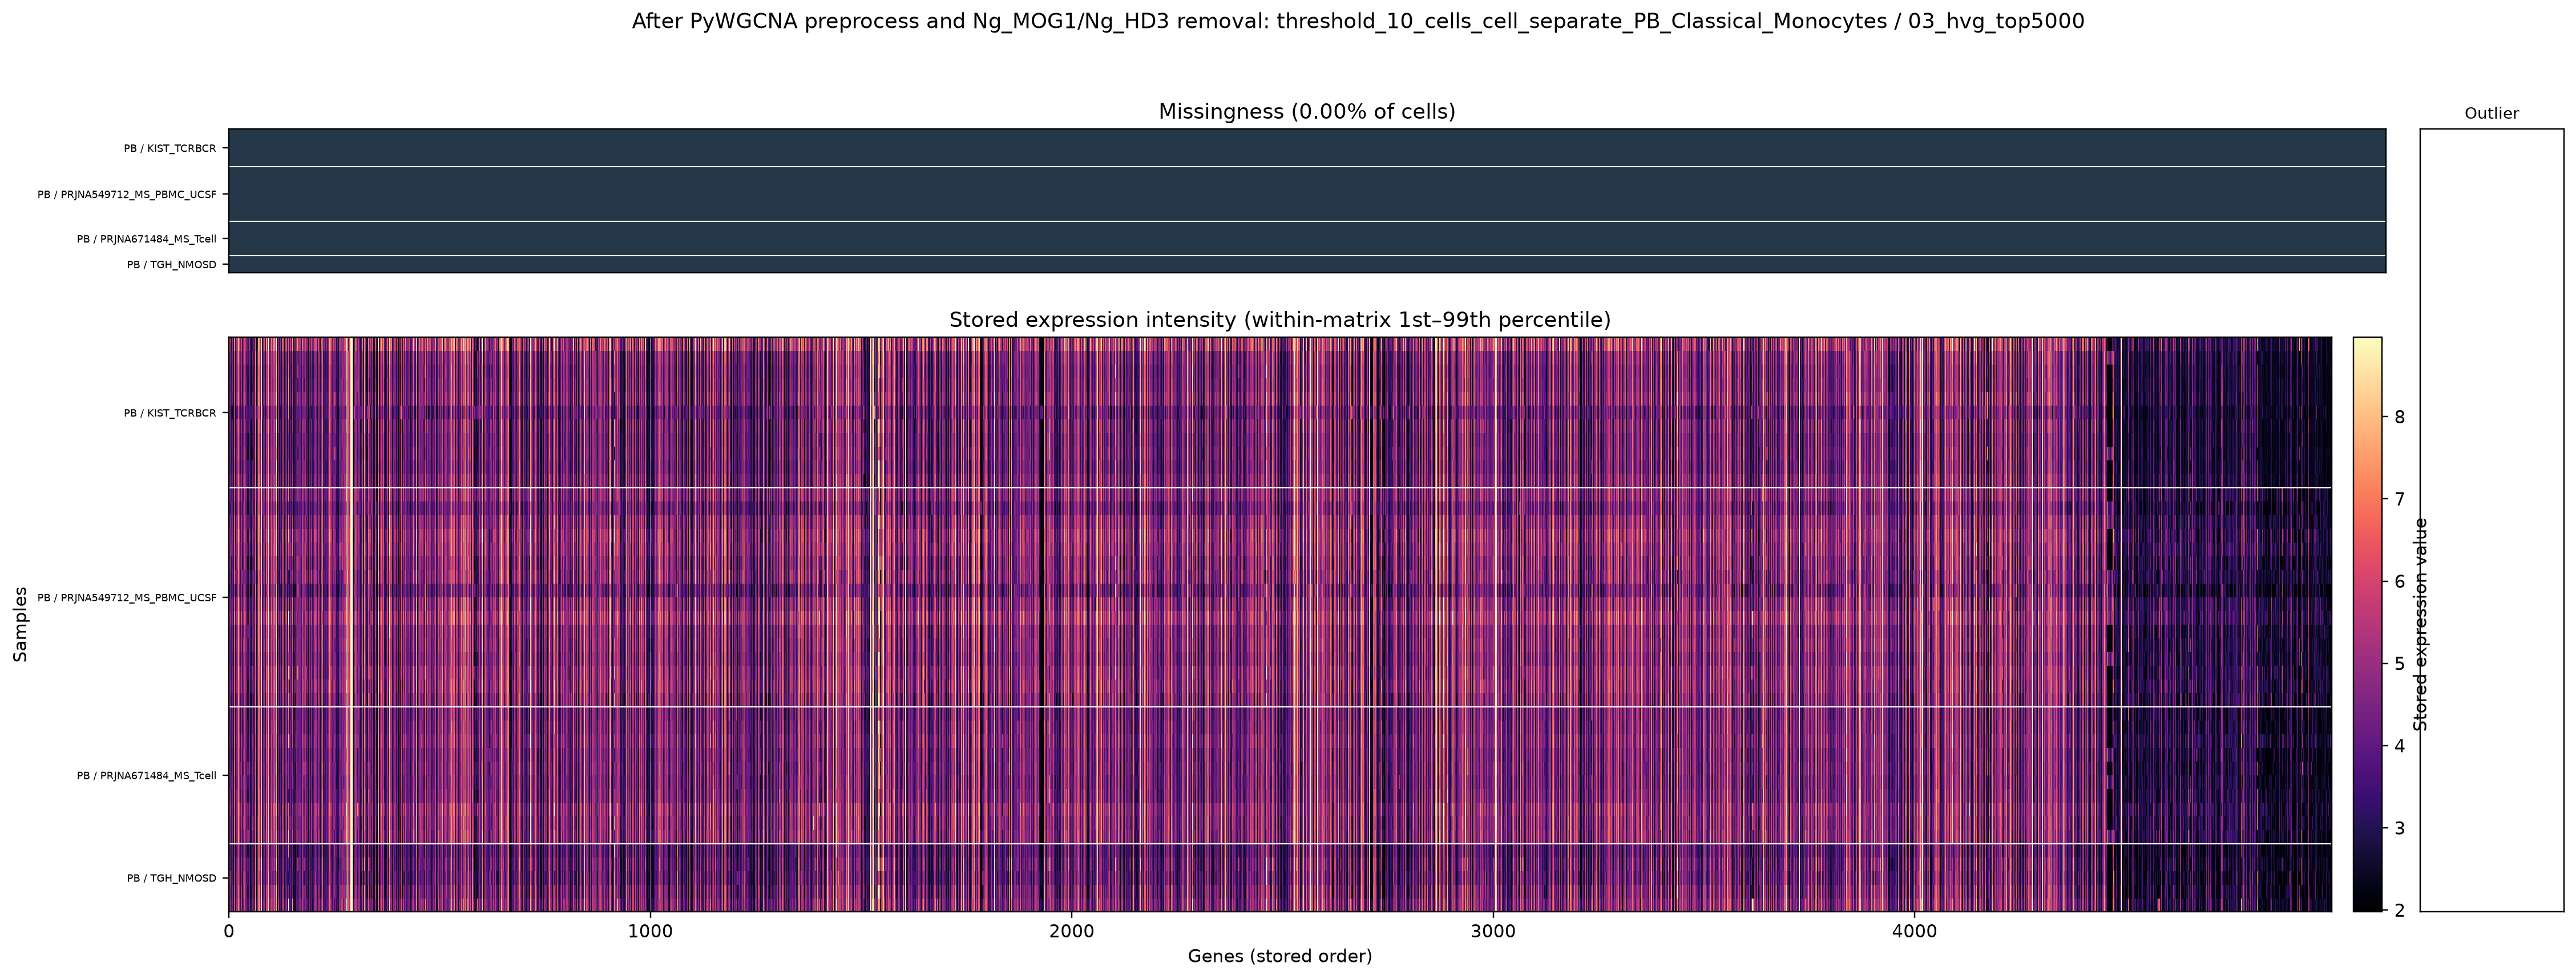 After PyWGCNA preprocess and Ng_MOG1/Ng_HD3 removal: threshold_10_cells_cell_separate_PB_Classical_Monocytes / 03_hvg_top5000
Missingness (0.00% of cells)
Outlier
PB / KIST_TCRBCR
PB / PRJNA549712_MS_PBMC_UCSF
PB / PRJNA671484_MS_Tcell
PB / TGH_NMOSD
Stored expression intensity (within-matrix 1st–99th percentile)
Samples
PB / KIST_TCRBCR
PB / PRJNA549712_MS_PBMC_UCSF
PB / PRJNA671484_MS_Tcell
PB / TGH_NMOSD
8
7
6
5
4
3
2
Stored expression value
0 1000 2000 3000 4000
Genes (stored order)